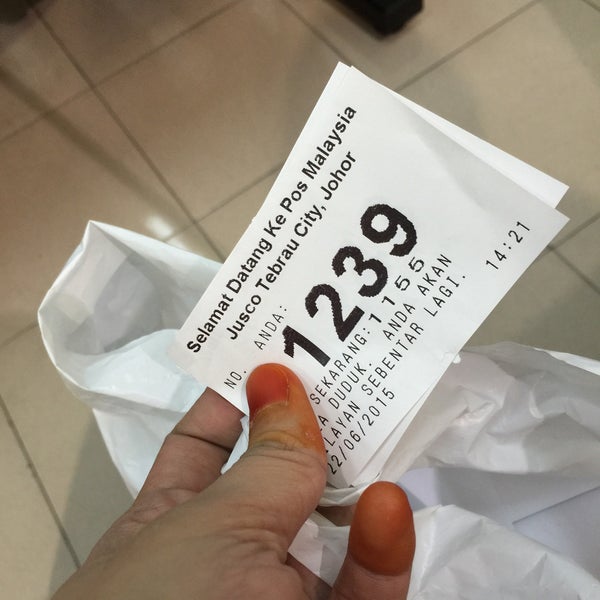 Selamat Datang Ke Pos Malaysia
Jusco Tebrau City, Johor
NO. ANDA:
1239
SEKARANG:1155
DUDUK. ANDA AKAN
SEBENTAR LAGI.
22/06/2015 14:21